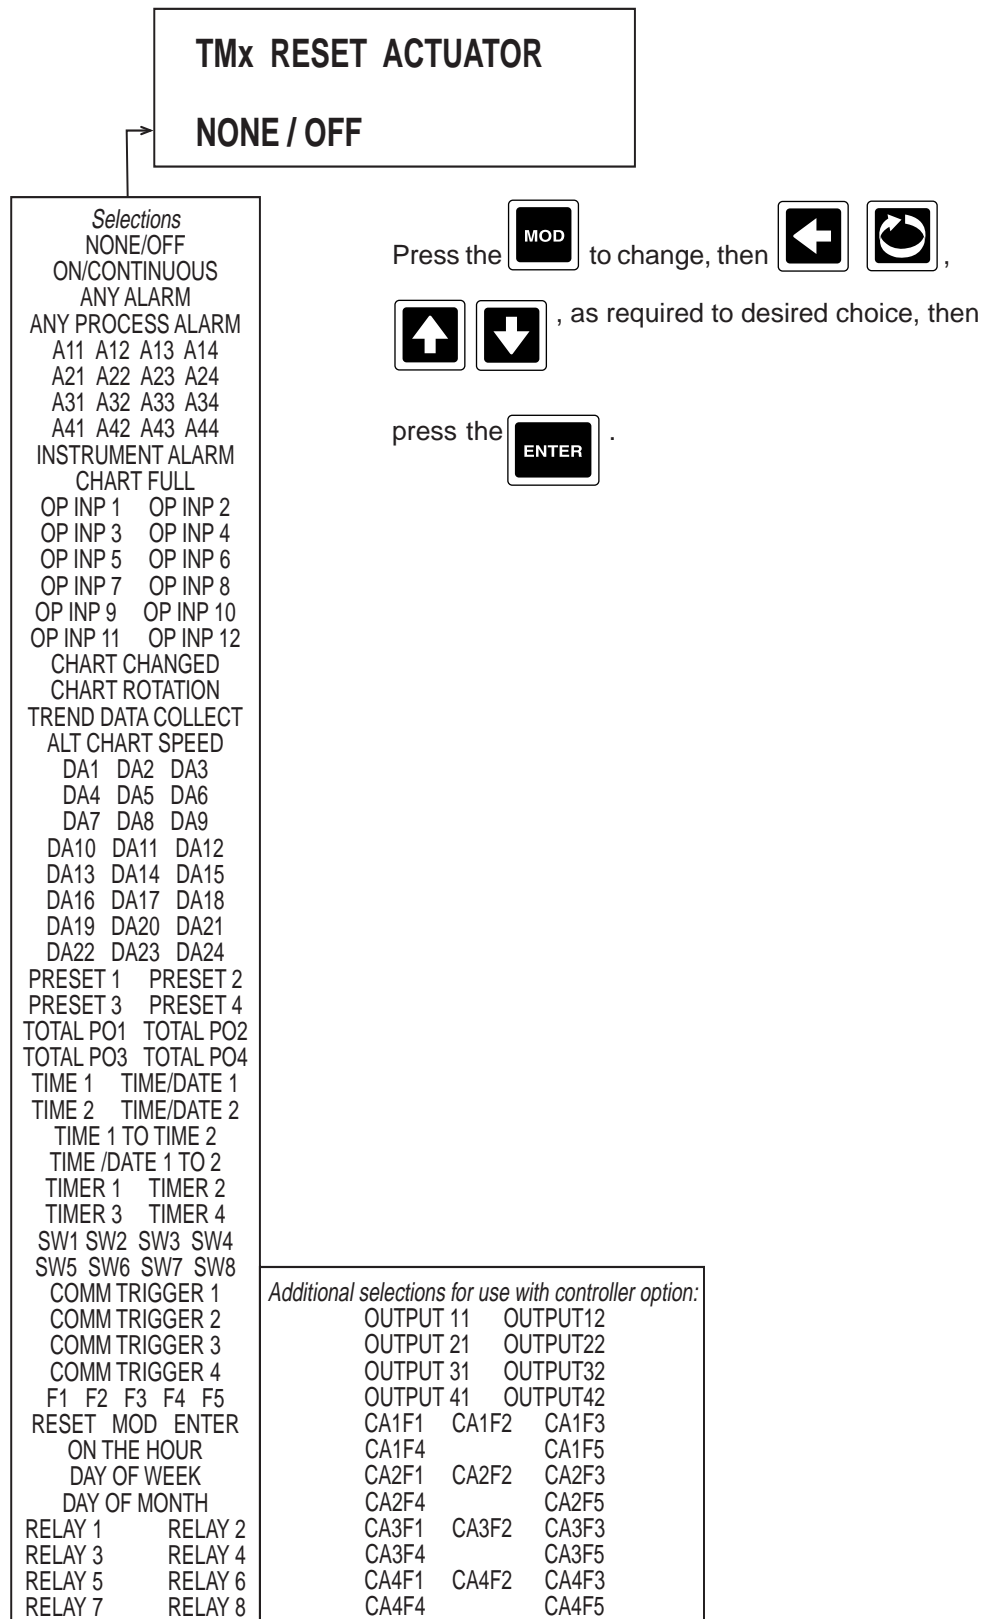 TMx RESET ACTUATOR
NONE / OFF
Selections
NONE/OFF
ON/CONTINUOUS
ANY ALARM
ANY PROCESS ALARM
A11 A12 A13 A14
A21 A22 A23 A24
A31 A32 A33 A34
A41 A42 A43 A44
INSTRUMENT ALARM
CHART FULL
OP INP 1 OP INP 2
OP INP 3 OP INP 4
OP INP 5 OP INP 6
OP INP 7 OP INP 8
OP INP 9 OP INP 10
OP INP 11 OP INP 12
CHART CHANGED
CHART ROTATION
TREND DATA COLLECT
ALT CHART SPEED
DA1 DA2 DA3
DA4 DA5 DA6
DA7 DA8 DA9
DA10 DA11 DA12
DA13 DA14 DA15
DA16 DA17 DA18
DA19 DA20 DA21
DA22 DA23 DA24
PRESET 1 PRESET 2
PRESET 3 PRESET 4
TOTAL PO1 TOTAL PO2
TOTAL PO3 TOTAL PO4
TIME 1 TIME/DATE 1
TIME 2 TIME/DATE 2
TIME 1 TO TIME 2
TIME /DATE 1 TO 2
TIMER 1 TIMER 2
TIMER 3 TIMER 4
SW1 SW2 SW3 SW4
SW5 SW6 SW7 SW8
COMM TRIGGER 1
COMM TRIGGER 2
COMM TRIGGER 3
COMM TRIGGER 4
F1 F2 F3 F4 F5
RESET MOD ENTER
ON THE HOUR
DAY OF WEEK
DAY OF MONTH
RELAY 1 RELAY 2
RELAY 3 RELAY 4
RELAY 5 RELAY 6
RELAY 7 RELAY 8
Press the MOD to change, then ,
, as required to desired choice, then
press the ENTER .
Additional selections for use with controller option:
OUTPUT 11 OUTPUT12
OUTPUT 21 OUTPUT22
OUTPUT 31 OUTPUT32
OUTPUT 41 OUTPUT42
CA1F1 CA1F2 CA1F3
CA1F4 CA1F5
CA2F1 CA2F2 CA2F3
CA2F4 CA2F5
CA3F1 CA3F2 CA3F3
CA3F4 CA3F5
CA4F1 CA4F2 CA4F3
CA4F4 CA4F5